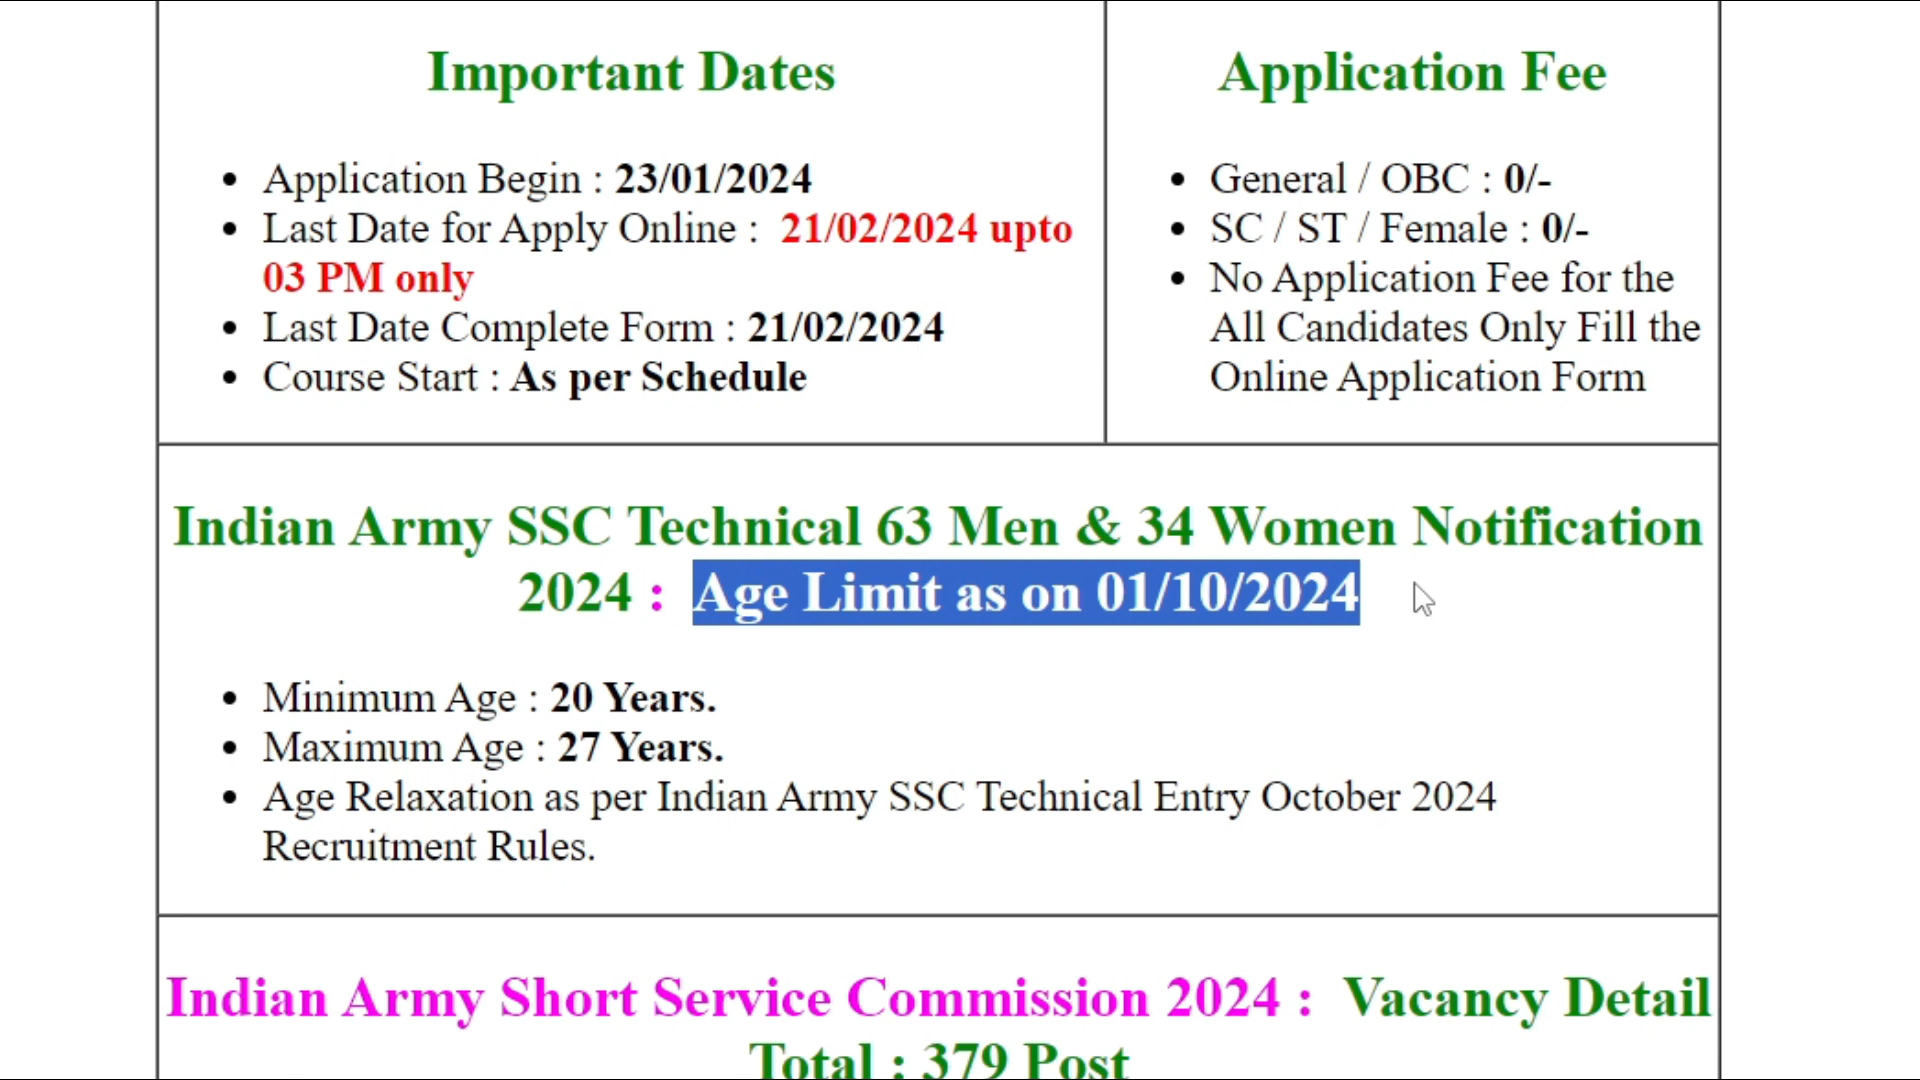 Important Dates
• Application Begin : 23/01/2024
• Last Date for Apply Online :  21/02/2024 upto
03 PM only
• Last Date Complete Form : 21/02/2024
• Course Start : As per Schedule
Application Fee
• General / OBC : 0/-
• SC / ST / Female : 0/-
• No Application Fee for the
All Candidates Only Fill the
Online Application Form
Indian Army SSC Technical 63 Men & 34 Women Notification
2024 :  Age Limit as on 01/10/2024
• Minimum Age : 20 Years.
• Maximum Age : 27 Years.
• Age Relaxation as per Indian Army SSC Technical Entry October 2024
Recruitment Rules.
Indian Army Short Service Commission 2024 :  Vacancy Detail
Total : 379 Post